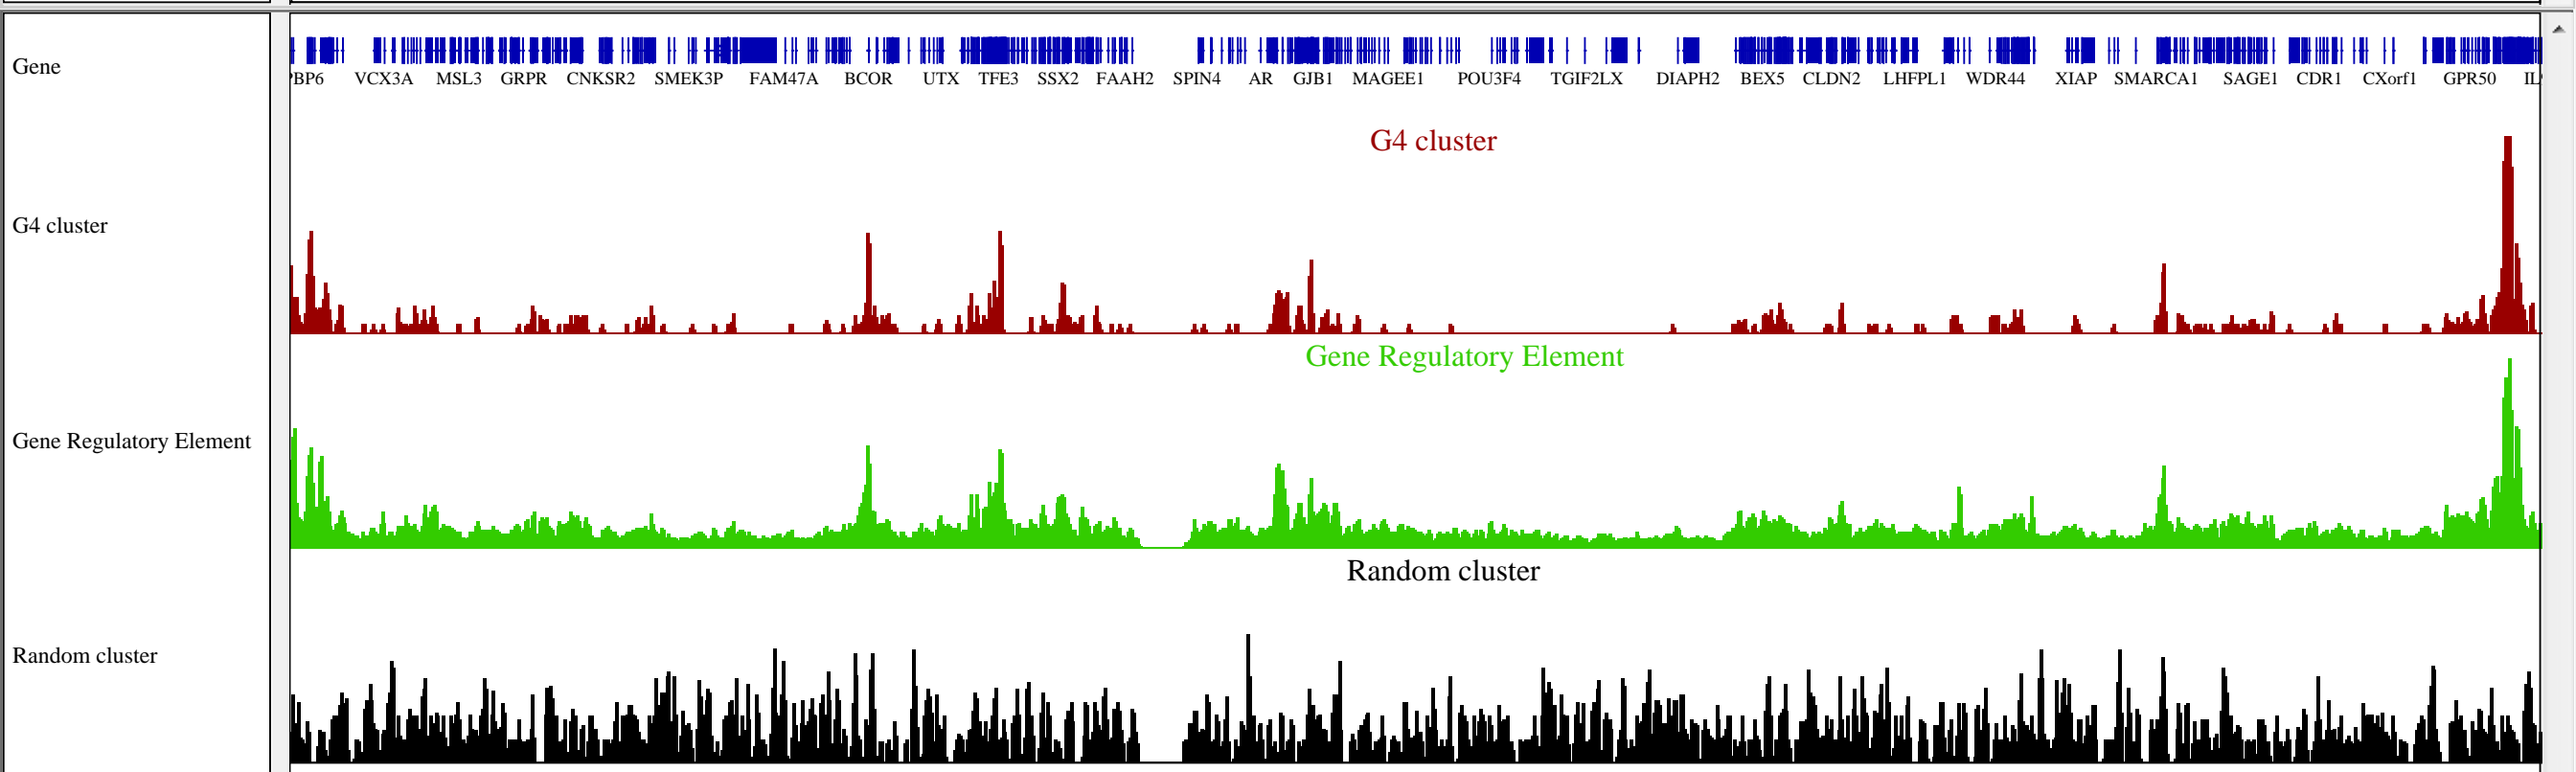 Gene
PBP6 VCX3A MSL3 GRPR CNKSR2 SMEK3P FAM47A BCOR UTX TFE3 SSX2 FAAH2 SPIN4 AR GJB1 MAGEE1 POU3F4 TGIF2LX DIAPH2 BEX5 CLDN2 LHFPL1 WDR44 XIAP SMARCA1 SAGE1 CDR1 CXorf1 GPR50 IL
G4 cluster
G4 cluster
Gene Regulatory Element
Gene Regulatory Element
Random cluster
Random cluster